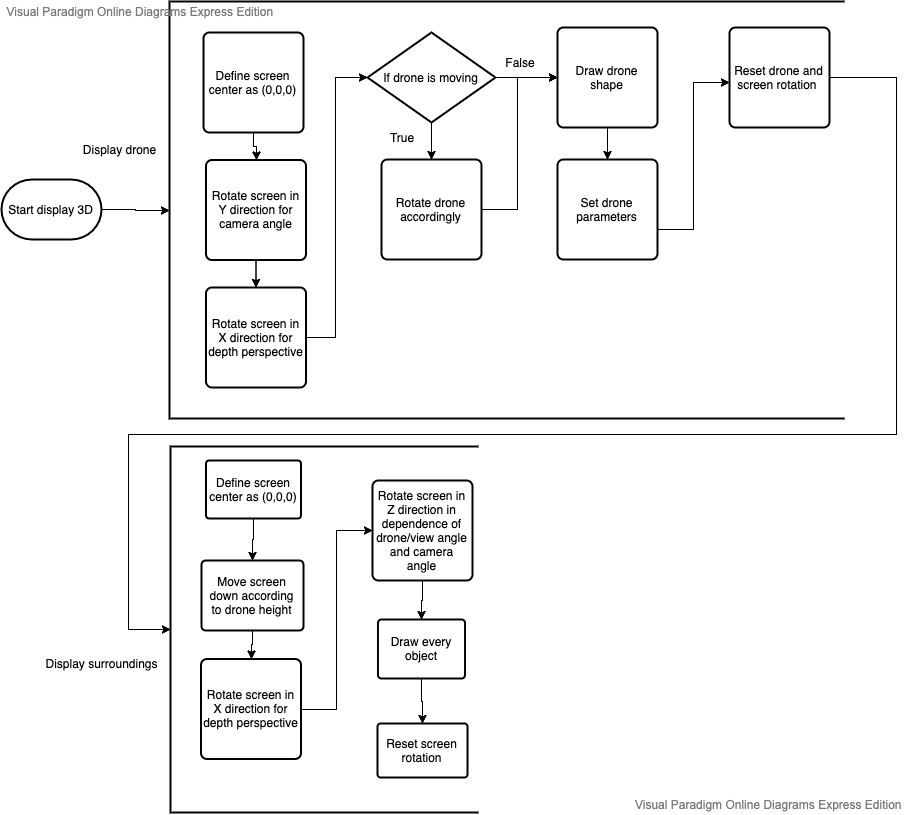 Visual Paradigm Online Diagrams Express Edition
Display drone
Start display 3D
Define screen
center as (0,0,0)
Rotate screen in
Y direction for
camera angle
Rotate screen in
X direction for
depth perspective
If drone is moving
False
True
Rotate drone
accordingly
Draw drone
shape
Set drone
parameters
Reset drone and
screen rotation
Display surroundings
Define screen
center as (0,0,0)
Move screen
down according
to drone height
Rotate screen in
X direction for
depth perspective
Rotate screen in
Z direction in
dependence of
drone/view angle
and camera
angle
Draw every
object
Reset screen
rotation
Visual Paradigm Online Diagrams Express Edition